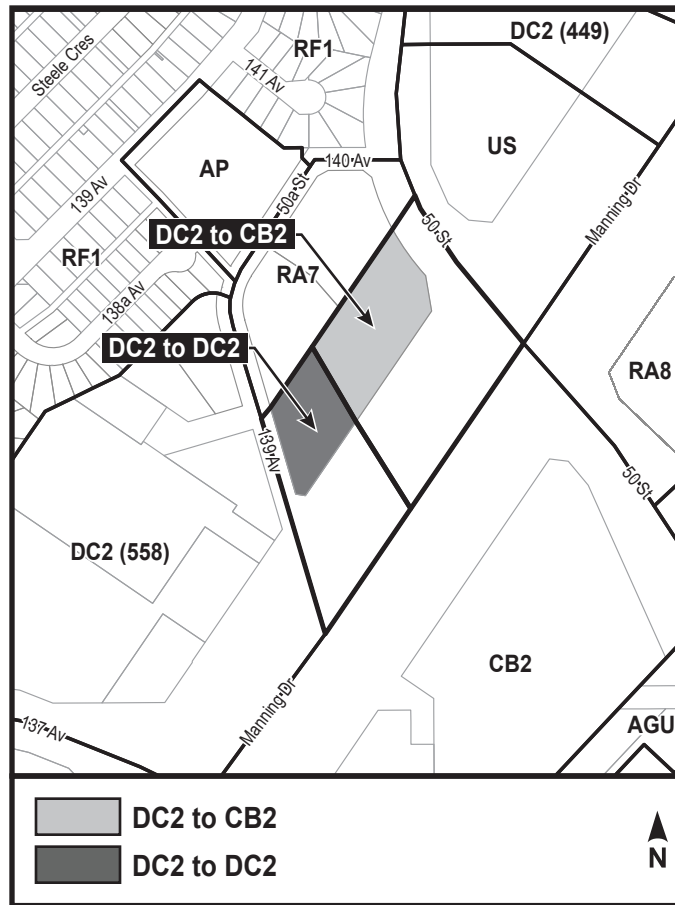 DC2 (449)
Steele Cres
RF1
141 Av
US
140 Av
AP
50a St
139 Av
Manning Dr
50 St
DC2 to CB2
RF1
RA7
138a Av
DC2 to DC2
RA8
139 Av
50 St
DC2 (558)
CB2
Manning Dr
AGU
137 Av
DC2 to CB2
DC2 to DC2
N